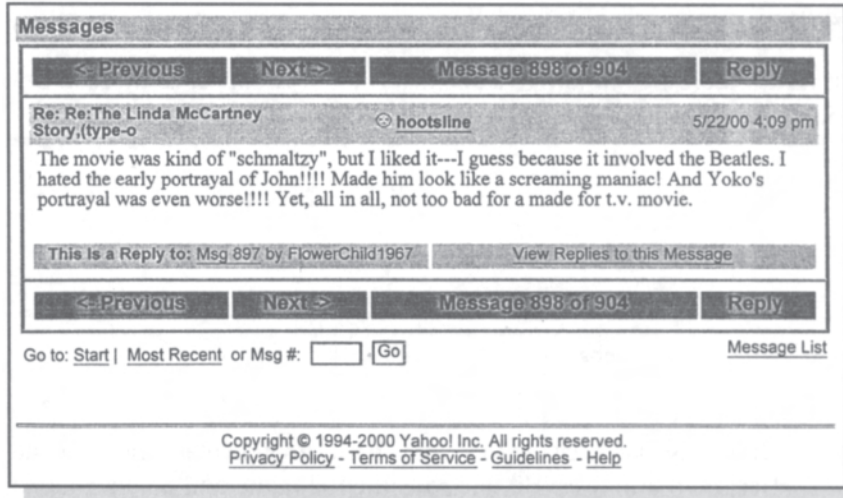 Messages
<- Previous Next -> Message 898 of 904 Reply
Re: Re:The Linda McCartney
Story,(type-o hootsline 5/22/00 4:09 pm
The movie was kind of "schmaltzy", but I liked it---I guess because it involved the Beatles. I
hated the early portrayal of John!!!! Made him look like a screaming maniac! And Yoko's
portrayal was even worse!!!! Yet, all in all, not too bad for a made for t.v. movie.
This is a Reply to: Msg 897 by FlowerChild1967 View Replies to this Message
<- Previous Next -> Message 898 of 904 Reply
Go to: Start | Most Recent or Msg #: Go Message List
Copyright © 1994-2000 Yahoo! Inc. All rights reserved.
Privacy Policy - Terms of Service - Guidelines - Help